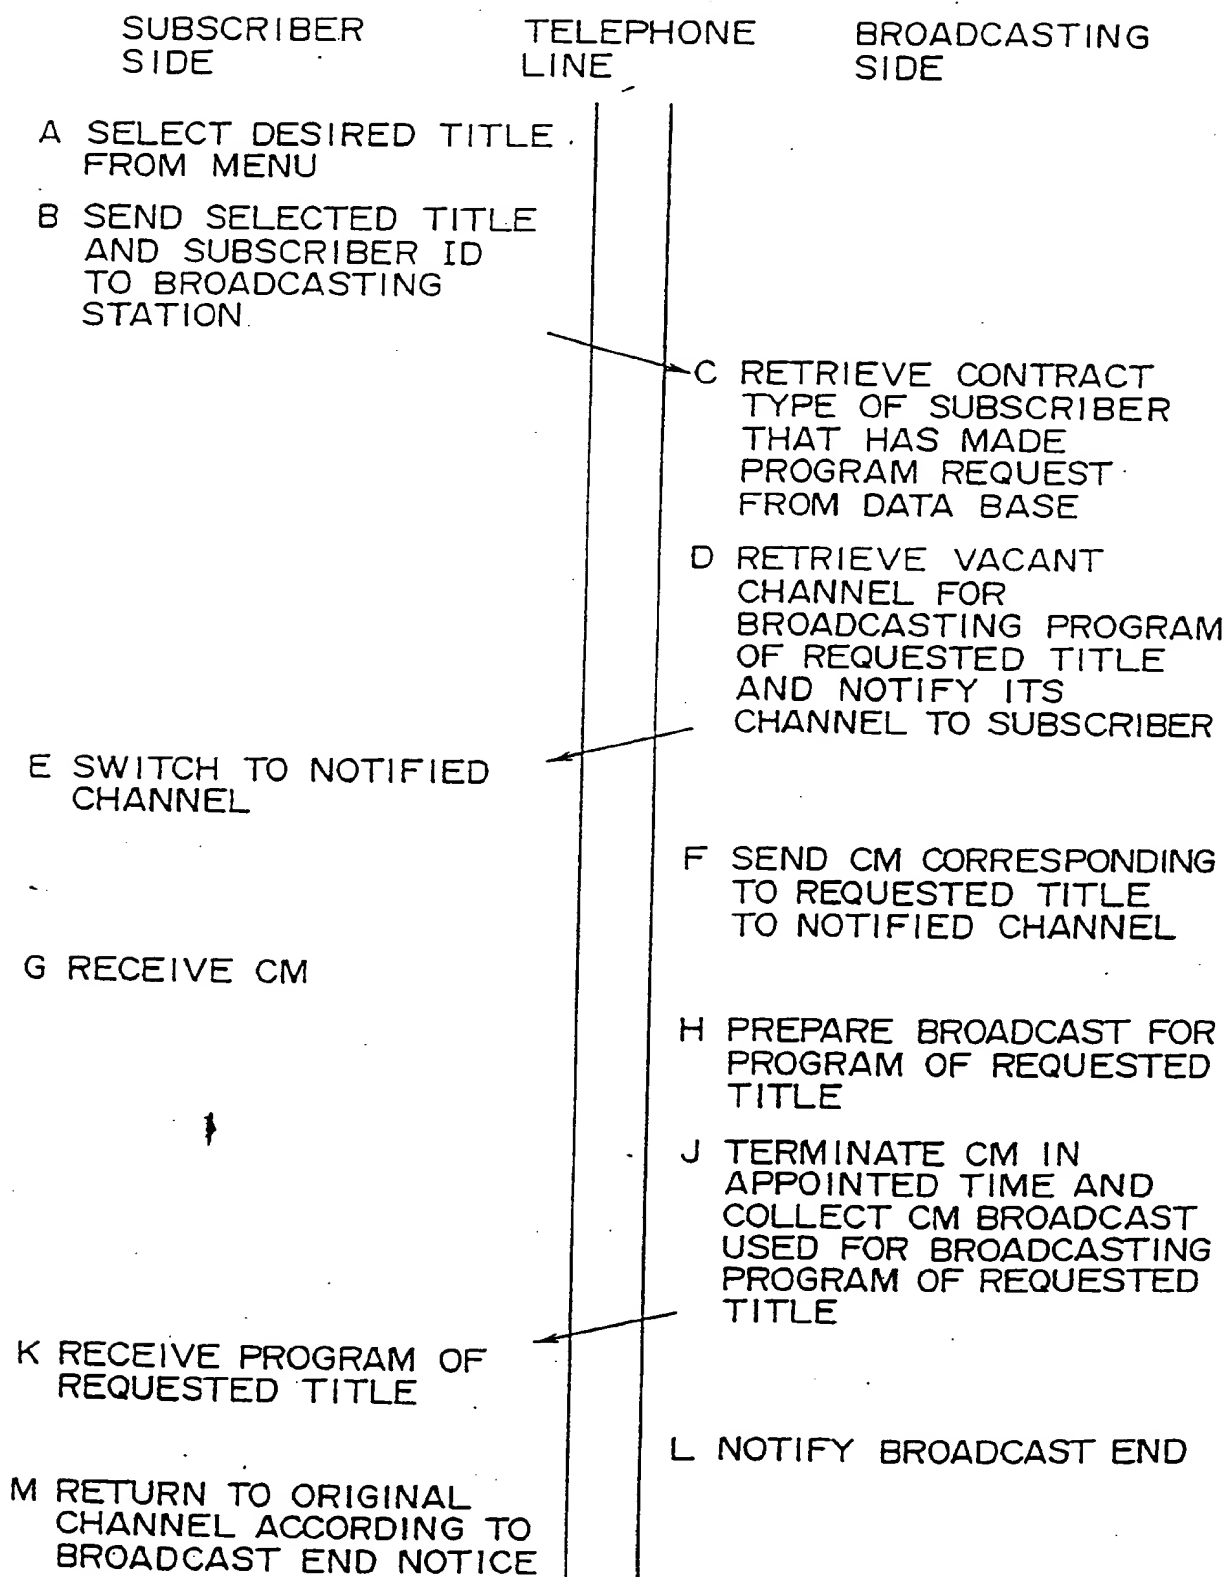 SUBSCRIBER
SIDE
TELEPHONE
LINE
BROADCASTING
SIDE
A SELECT DESIRED TITLE
FROM MENU
B SEND SELECTED TITLE
AND SUBSCRIBER ID
TO BROADCASTING
STATION
C RETRIEVE CONTRACT
TYPE OF SUBSCRIBER
THAT HAS MADE
PROGRAM REQUEST
FROM DATA BASE
D RETRIEVE VACANT
CHANNEL FOR
BROADCASTING PROGRAM
OF REQUESTED TITLE
AND NOTIFY ITS
CHANNEL TO SUBSCRIBER
E SWITCH TO NOTIFIED
CHANNEL
F SEND CM CORRESPONDING
TO REQUESTED TITLE
TO NOTIFIED CHANNEL
G RECEIVE CM
H PREPARE BROADCAST FOR
PROGRAM OF REQUESTED
TITLE
J TERMINATE CM IN
APPOINTED TIME AND
COLLECT CM BROADCAST
USED FOR BROADCASTING
PROGRAM OF REQUESTED
TITLE
K RECEIVE PROGRAM OF
REQUESTED TITLE
L NOTIFY BROADCAST END
M RETURN TO ORIGINAL
CHANNEL ACCORDING TO
BROADCAST END NOTICE